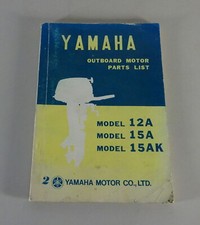 YAMAHA
OUTBOARD MOTOR
PARTS LIST
MODEL 12A
MODEL 15A
MODEL 15AK
2 YAMAHA MOTOR CO., LTD.